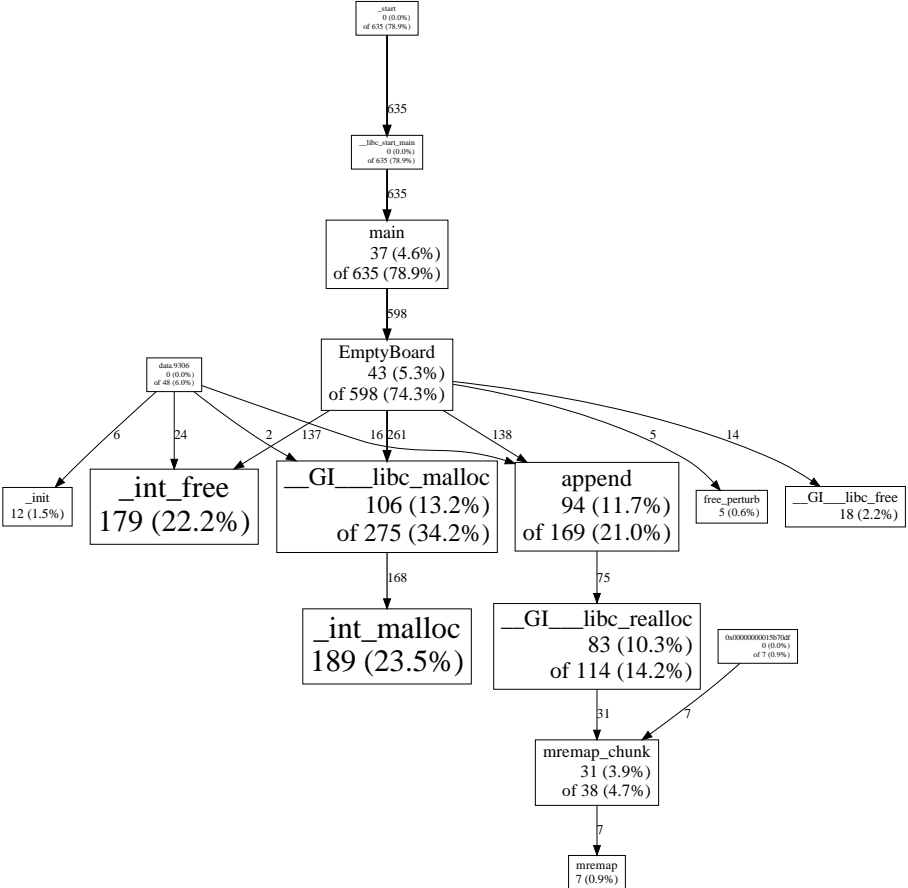 _start
0 (0.0%)
of 635 (78.9%)
635
__libc_start_main
0 (0.0%)
of 635 (78.9%)
635
main
37 (4.6%)
of 635 (78.9%)
598
EmptyBoard
43 (5.3%)
of 598 (74.3%)
data.9306
0 (0.0%)
of 48 (6.0%)
6
24
2
137
16
261
138
5
14
_init
12 (1.5%)
_int_free
179 (22.2%)
__GI___libc_malloc
106 (13.2%)
of 275 (34.2%)
append
94 (11.7%)
of 169 (21.0%)
free_perturb
5 (0.6%)
__GI___libc_free
18 (2.2%)
168
75
_int_malloc
189 (23.5%)
__GI___libc_realloc
83 (10.3%)
of 114 (14.2%)
0x00000000015b70df
0 (0.0%)
of 7 (0.9%)
31
7
mremap_chunk
31 (3.9%)
of 38 (4.7%)
7
mremap
7 (0.9%)